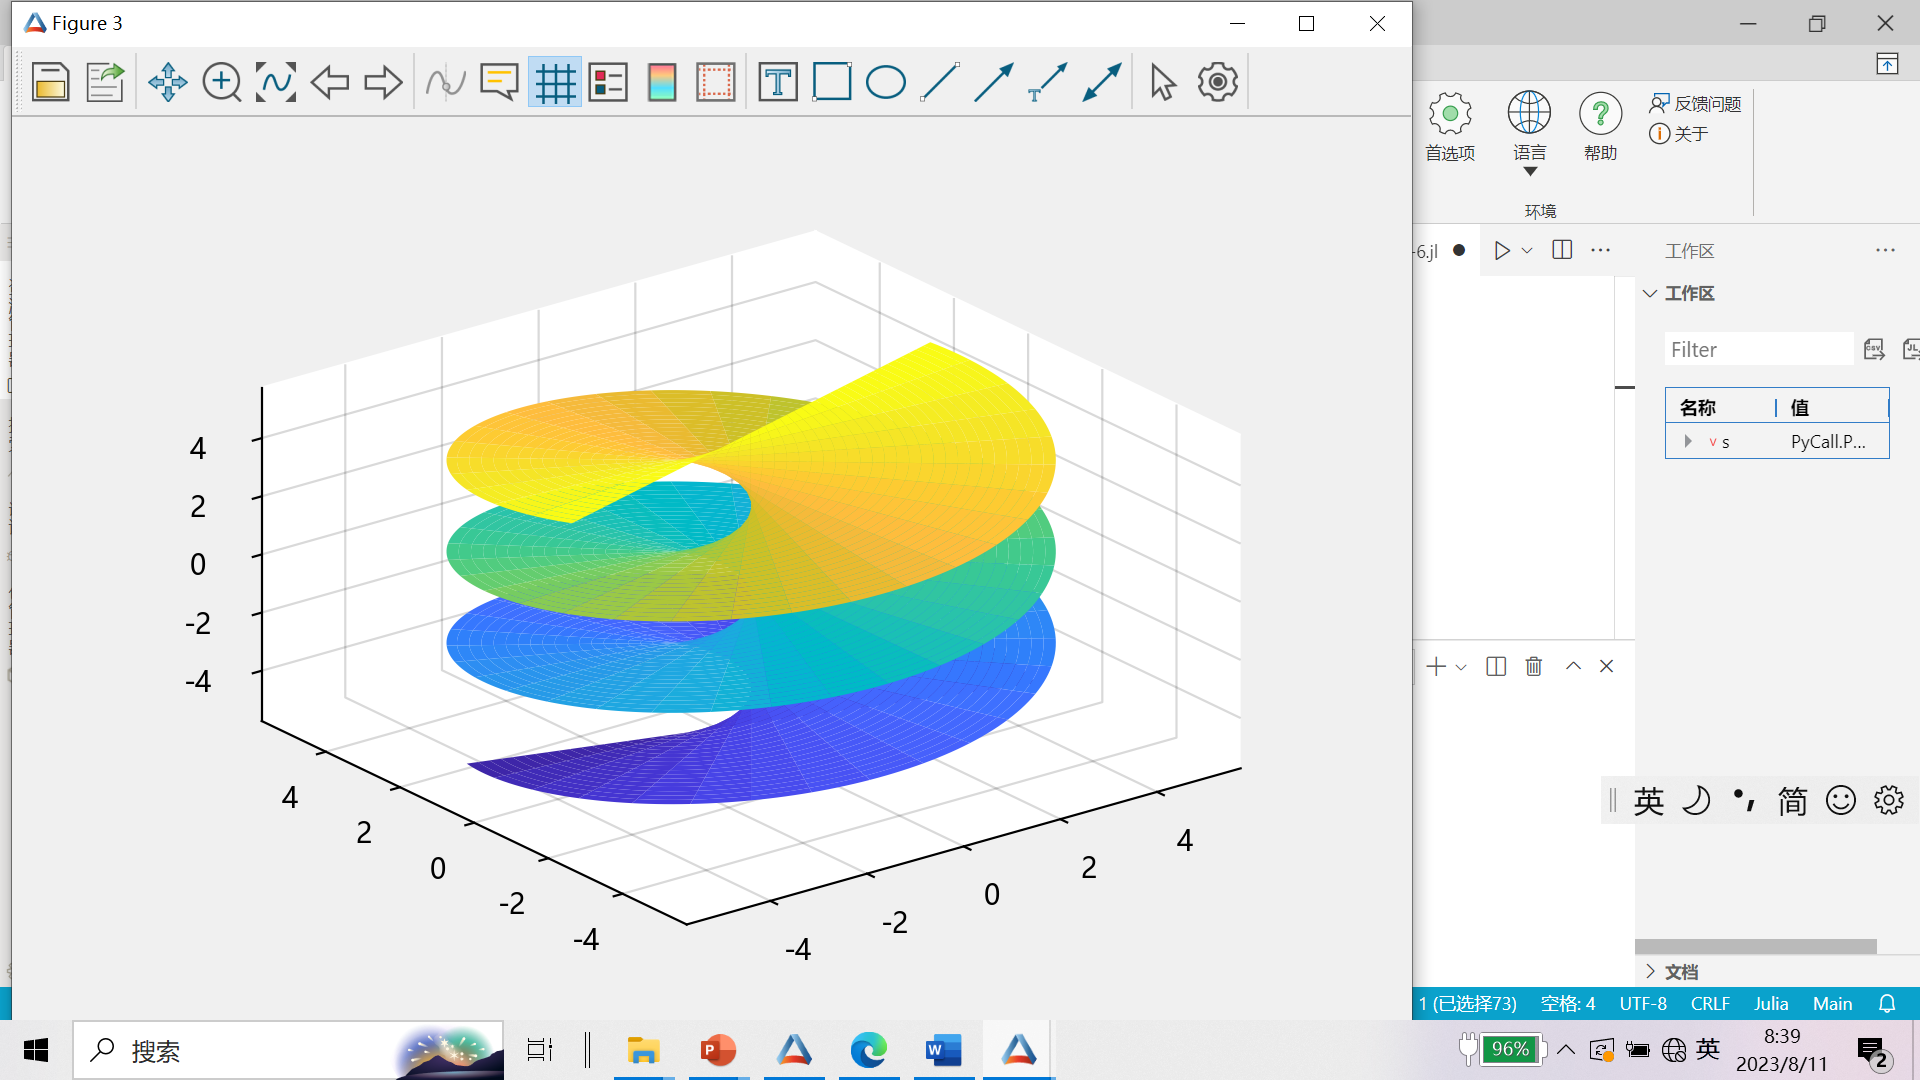 Figure 3
T
T
反馈问题
关于
首选项
语言
帮助
环境
-6.jl
工作区
工作区
Filter
CSV
JL
名称
值
v s
PyCall.P...
4
2
0
-2
-4
4
2
0
-2
-4
-4
-2
0
2
4
英
简
文档
1 (已选择73)
空格: 4
UTF-8
CRLF
Julia
Main
搜索
P
W
96%
英
8:39
2023/8/11
2